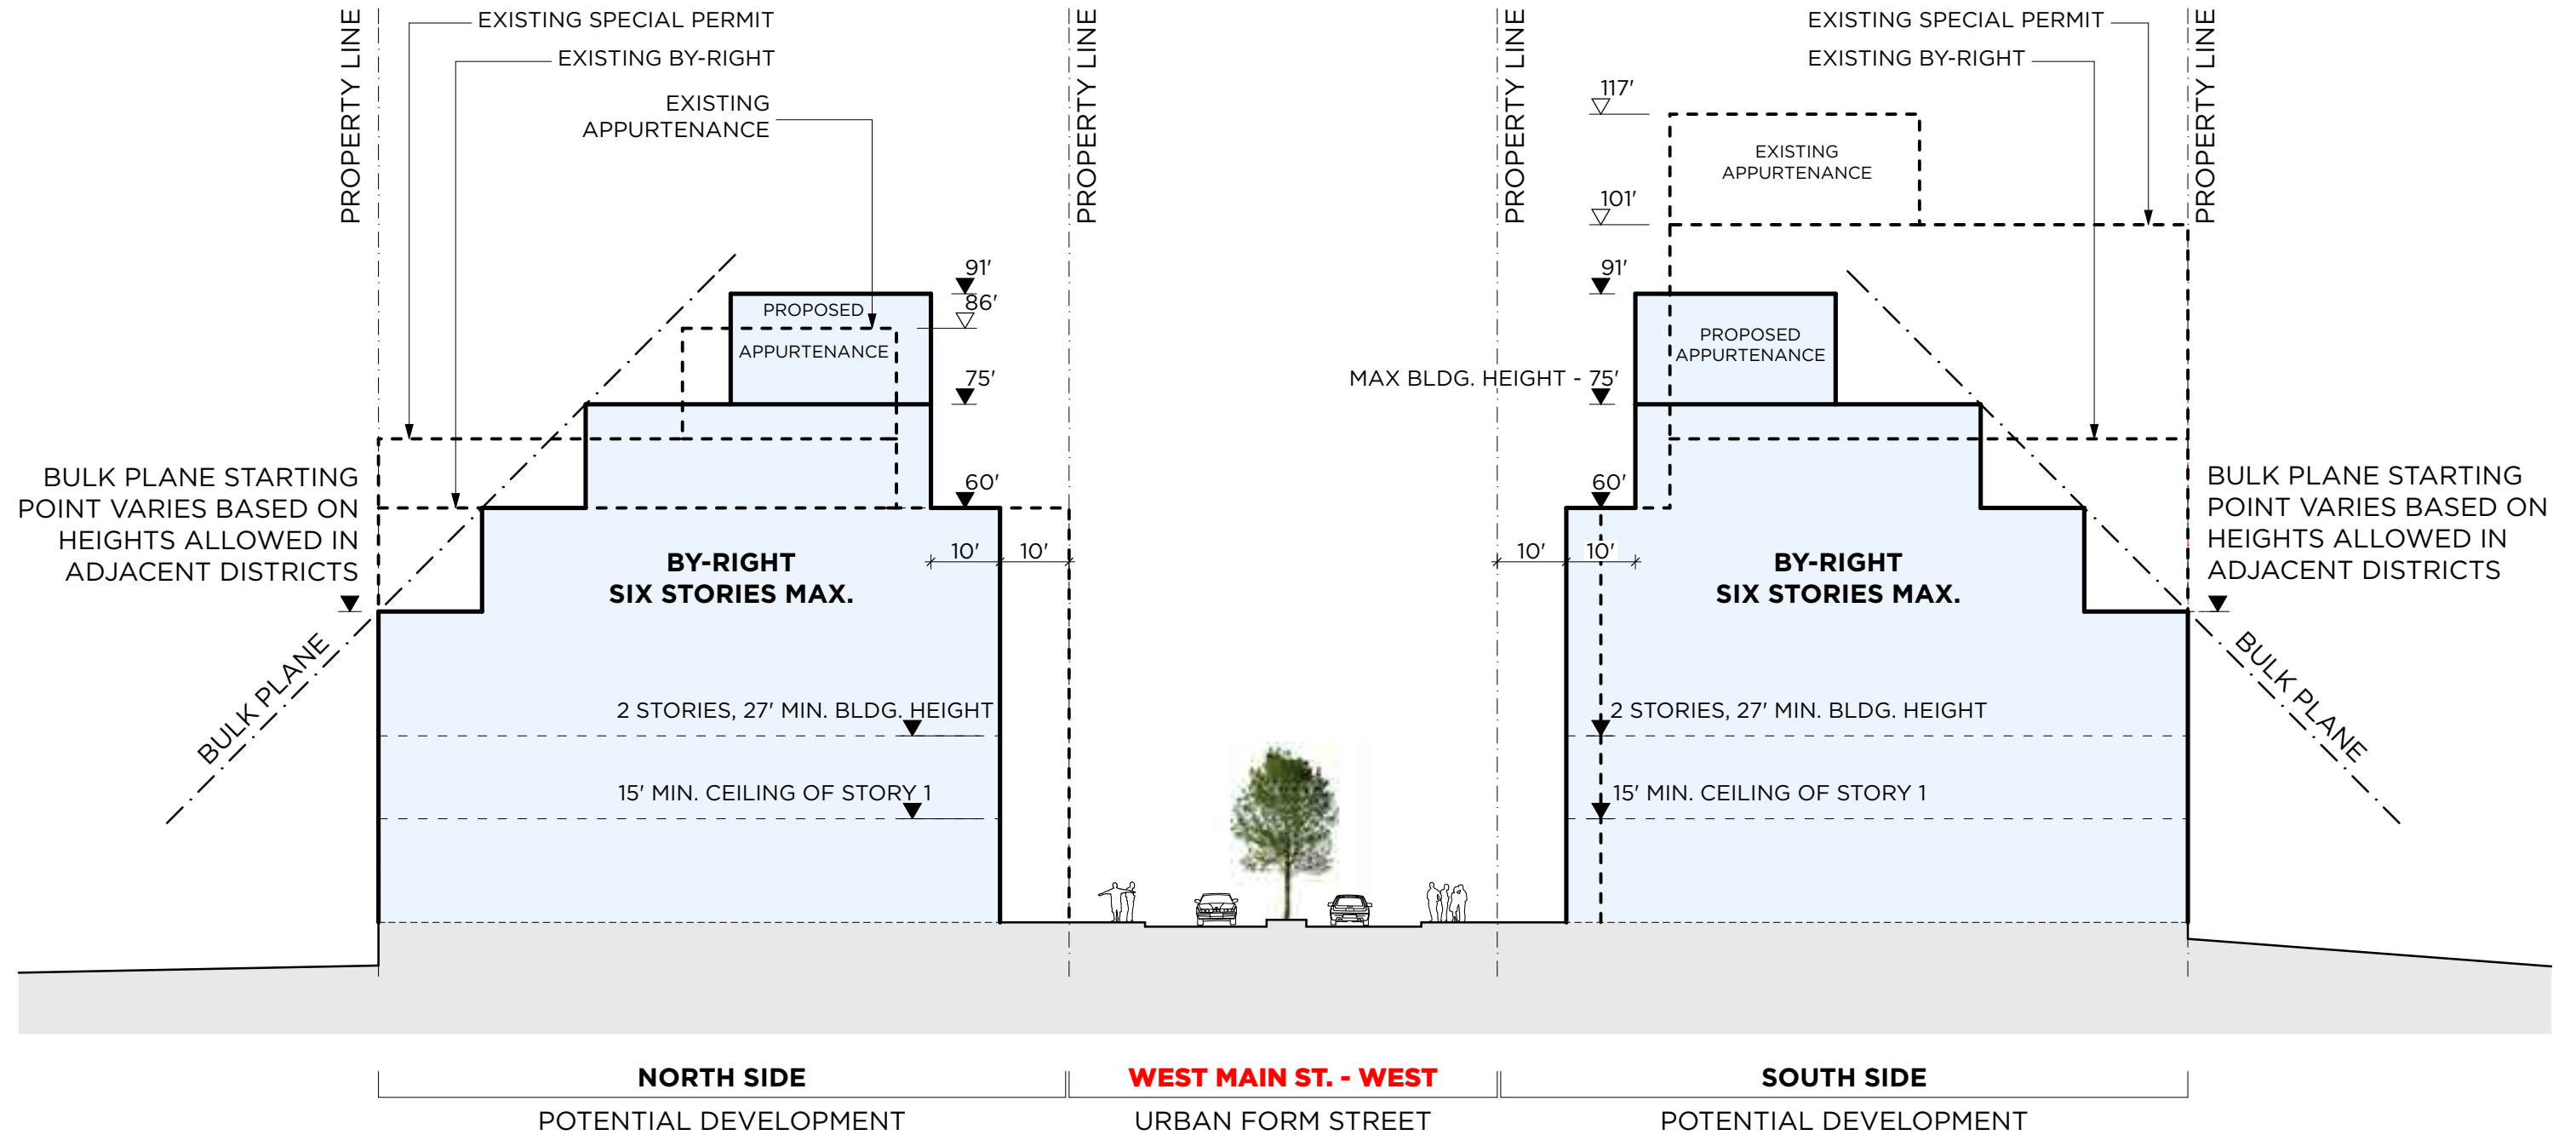 EXISTING SPECIAL PERMIT
EXISTING BY-RIGHT
EXISTING
APPURTENANCE
PROPERTY LINE
PROPERTY LINE
PROPERTY LINE
PROPERTY LINE
EXISTING SPECIAL PERMIT
EXISTING BY-RIGHT
117'
EXISTING
APPURTENANCE
101'
91'
86'
PROPOSED
APPURTENANCE
75'
60'
10'
10'
BULK PLANE STARTING
POINT VARIES BASED ON
HEIGHTS ALLOWED IN
ADJACENT DISTRICTS
BULK PLANE
BY-RIGHT
SIX STORIES MAX.
2 STORIES, 27' MIN. BLDG. HEIGHT
15' MIN. CEILING OF STORY 1
91'
PROPOSED
APPURTENANCE
MAX BLDG. HEIGHT - 75'
60'
10'
10'
BY-RIGHT
SIX STORIES MAX.
BULK PLANE STARTING
POINT VARIES BASED ON
HEIGHTS ALLOWED IN
ADJACENT DISTRICTS
BULK PLANE
2 STORIES, 27' MIN. BLDG. HEIGHT
15' MIN. CEILING OF STORY 1
NORTH SIDE
POTENTIAL DEVELOPMENT
WEST MAIN ST. - WEST
URBAN FORM STREET
SOUTH SIDE
POTENTIAL DEVELOPMENT